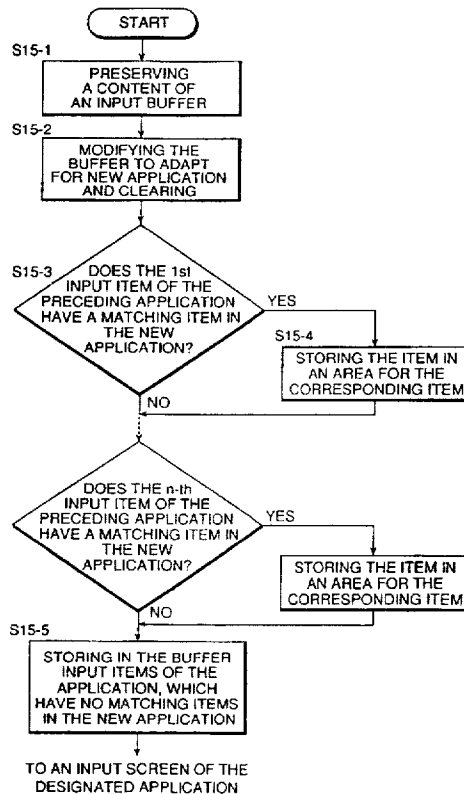 START
S15-1
PRESERVING
A CONTENT OF
AN INPUT BUFFER
S15-2
MODIFYING THE
BUFFER TO ADAPT
FOR NEW APPLICATION
AND CLEARING
S15-3
DOES THE 1st
INPUT ITEM OF THE
PRECEDING APPLICATION
HAVE A MATCHING ITEM IN
THE NEW
APPLICATION?
YES
S15-4
STORING THE ITEM IN
AN AREA FOR THE
CORRESPONDING ITEM
NO
DOES THE n-th
INPUT ITEM OF THE
PRECEDING APPLICATION
HAVE A MATCHING ITEM IN
THE NEW
APPLICATION?
YES
STORING THE ITEM IN
AN AREA FOR THE
CORRESPONDING ITEM
NO
S15-5
STORING IN THE BUFFER
INPUT ITEMS OF THE
APPLICATION, WHICH
HAVE NO MATCHING ITEMS
IN THE NEW APPLICATION
TO AN INPUT SCREEN OF THE
DESIGNATED APPLICATION